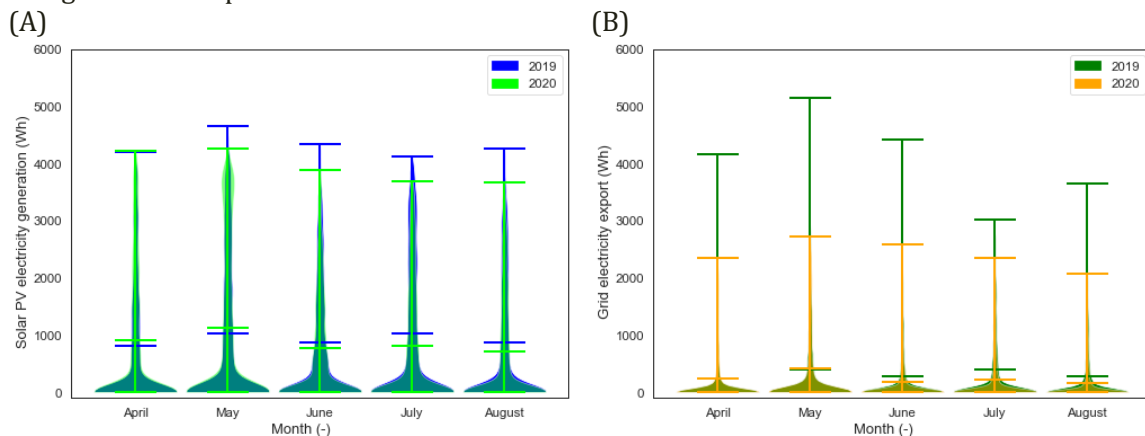 (A)
(B)
6000
5000
4000
3000
2000
1000
0
Solar PV electricity generation (Wh)
2019
2020
April May June July August
Month (-)
6000
5000
4000
3000
2000
1000
0
Grid electricity export (Wh)
2019
2020
April May June July August
Month (-)